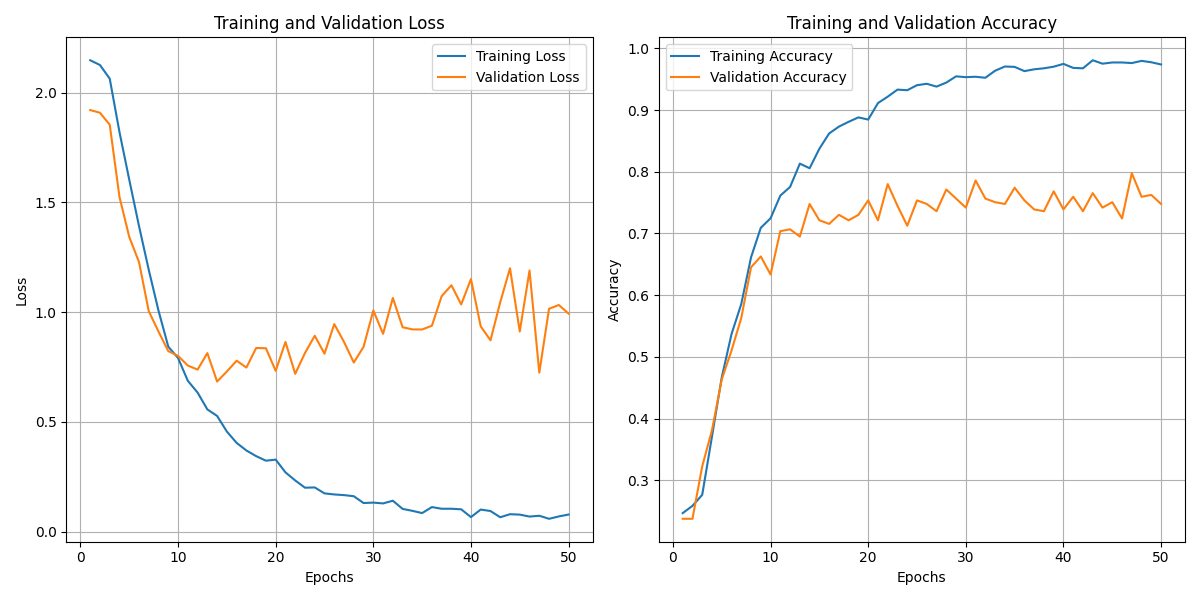 Training and Validation Loss
Training Loss
Validation Loss
2.0
1.5
1.0
0.5
0.0
Loss
0 10 20 30 40 50
Epochs
Training and Validation Accuracy
Training Accuracy
Validation Accuracy
1.0
0.9
0.8
0.7
0.6
0.5
0.4
0.3
Accuracy
0 10 20 30 40 50
Epochs